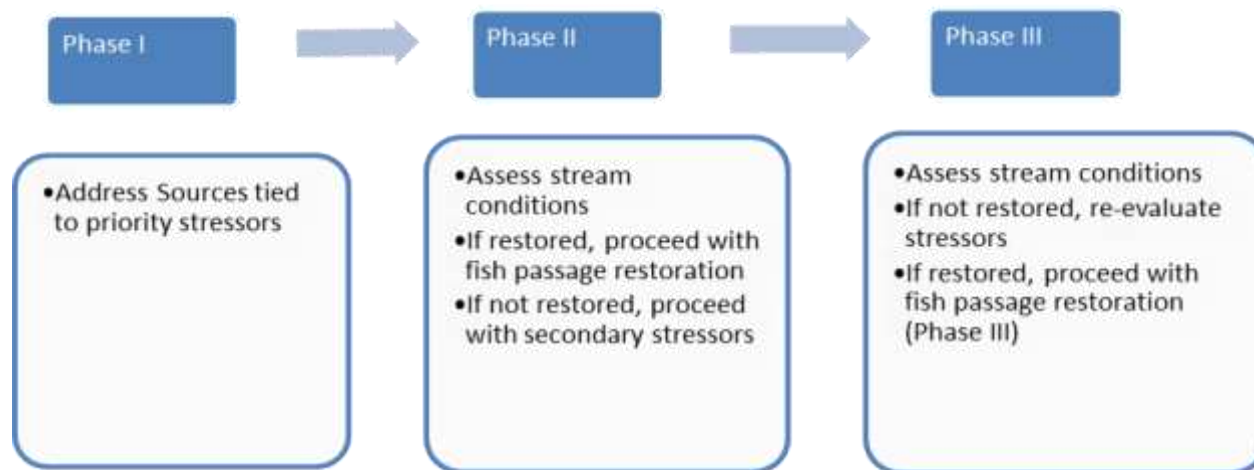 Phase I
Phase II
Phase III
•Address Sources tied
to priority stressors
•Assess stream
conditions
•If restored, proceed with
fish passage restoration
•If not restored, proceed
with secondary stressors
•Assess stream conditions
•If not restored, re-evaluate
stressors
•If restored, proceed with
fish passage restoration
(Phase III)